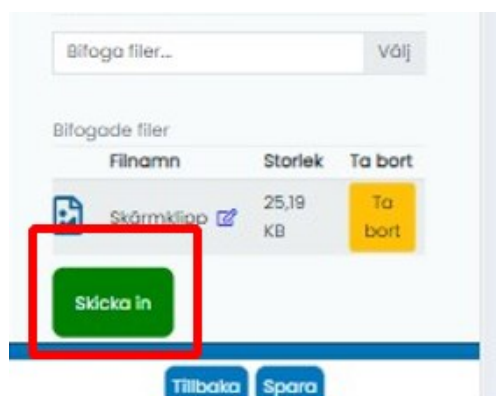 Bifoga filer...
Välj
Bifogade filer
Filnamn Storlek Ta bort
Skärmklipp 25,19 KB Ta bort
Skicka in
Tillbaka Spara